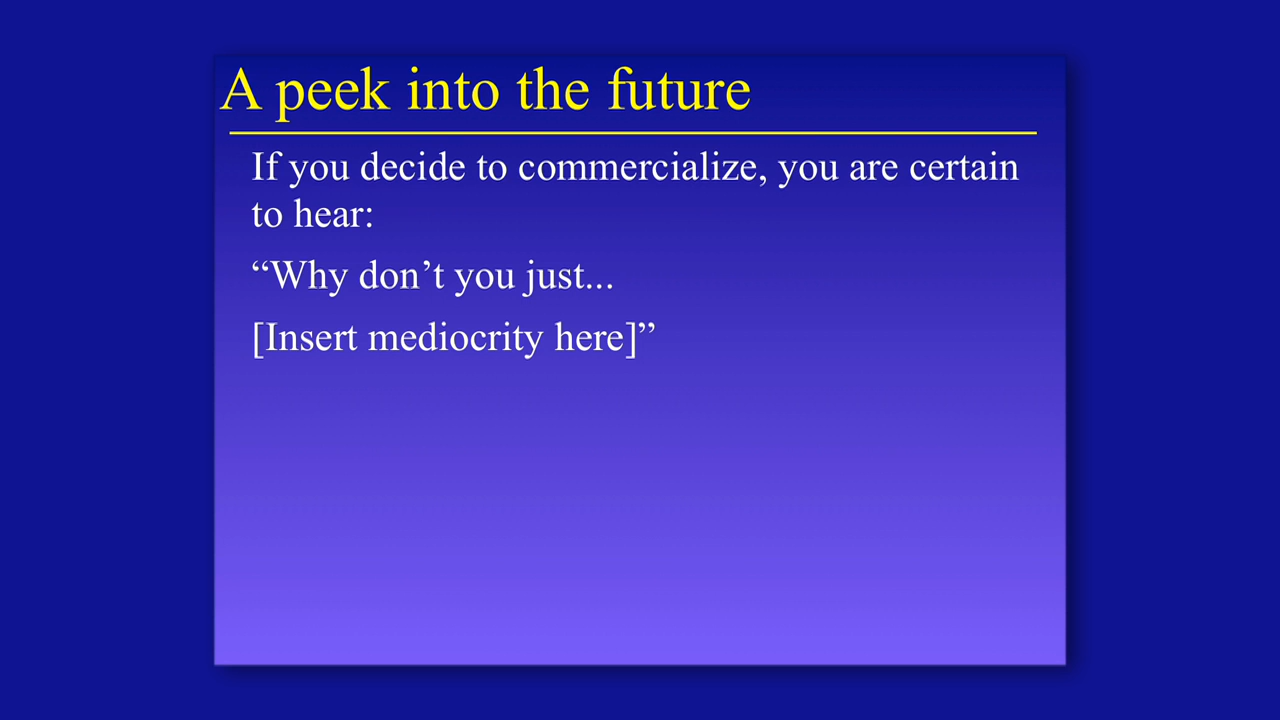 A peek into the future
If you decide to commercialize, you are certain
to hear:
“Why don’t you just...
[Insert mediocrity here]”